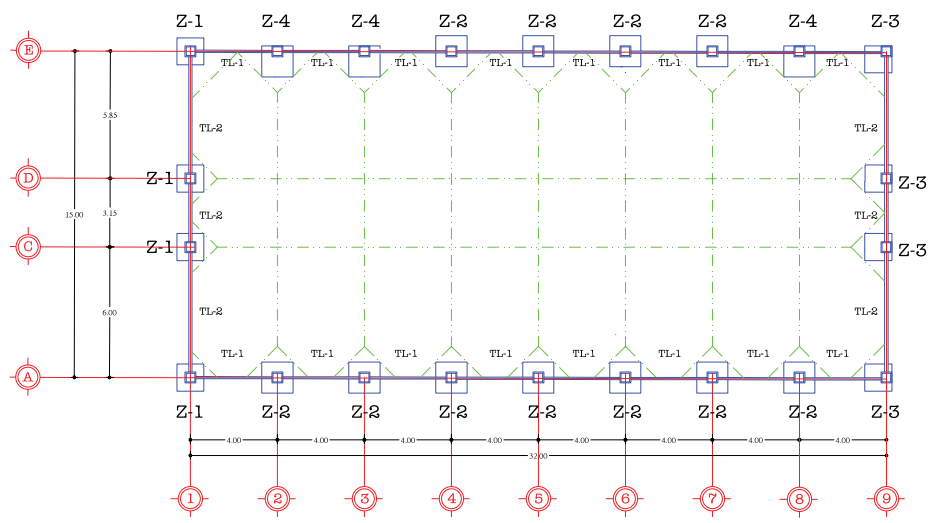 Z-1 Z-4 Z-4 Z-2 Z-2 Z-2 Z-2 Z-4 Z-3
E
TL-1 TL-1 TL-1 TL-1 TL-1 TL-1 TL-1 TL-1
5.85
TL-2 TL-2
D Z-1 Z-3
15.00 3.15 TL-2 TL-2
C Z-1 Z-3
6.00 TL-2 TL-2
TL-1 TL-1 TL-1 TL-1 TL-1 TL-1 TL-1 TL-1
A
Z-1 Z-2 Z-2 Z-2 Z-2 Z-2 Z-2 Z-2 Z-3
4.00 4.00 4.00 4.00 4.00 4.00 4.00 4.00
32.00
1 2 3 4 5 6 7 8 9